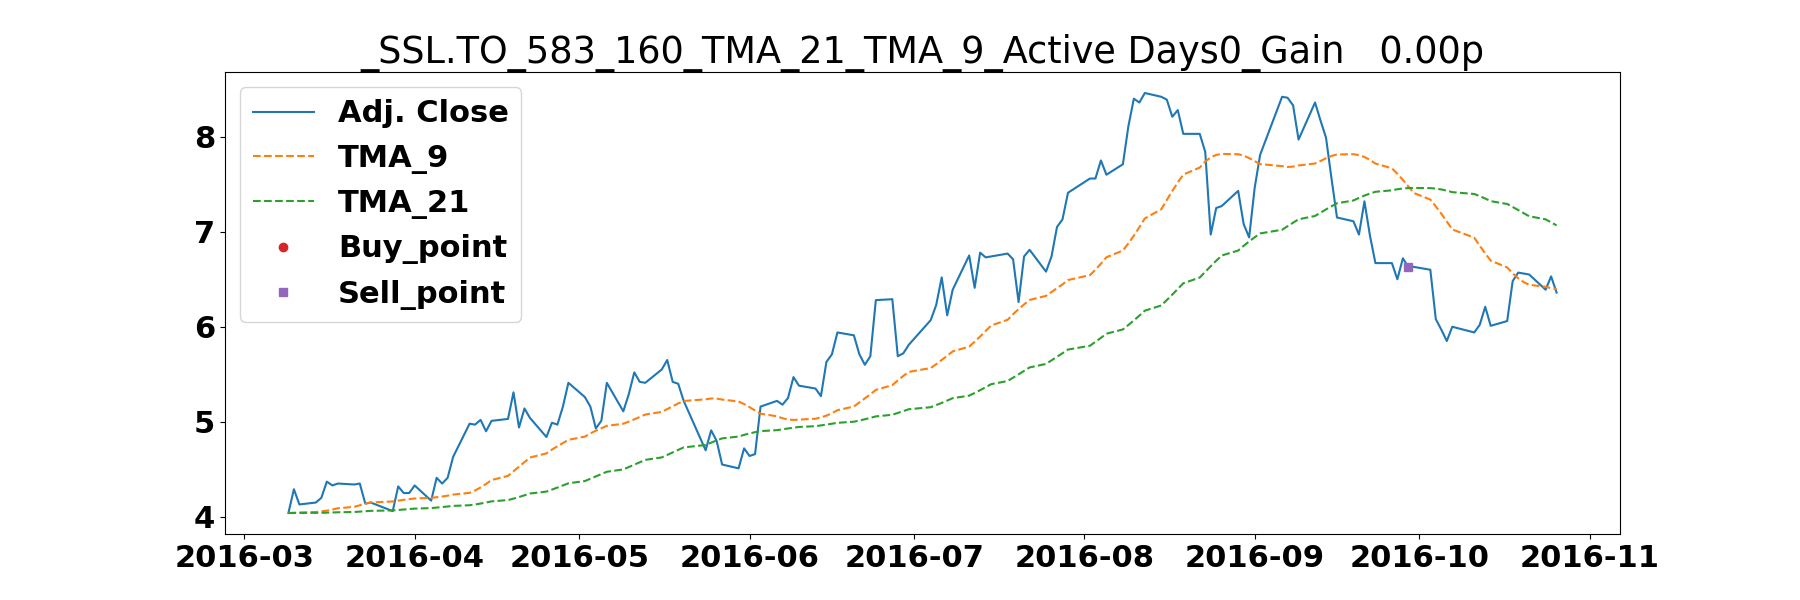 _SSL.TO_583_160_TMA_21_TMA_9_Active Days0_Gain   0.00p
Adj. Close
TMA_9
TMA_21
Buy_point
Sell_point
8
7
6
5
4
2016-03 2016-04 2016-05 2016-06 2016-07 2016-08 2016-09 2016-10 2016-11